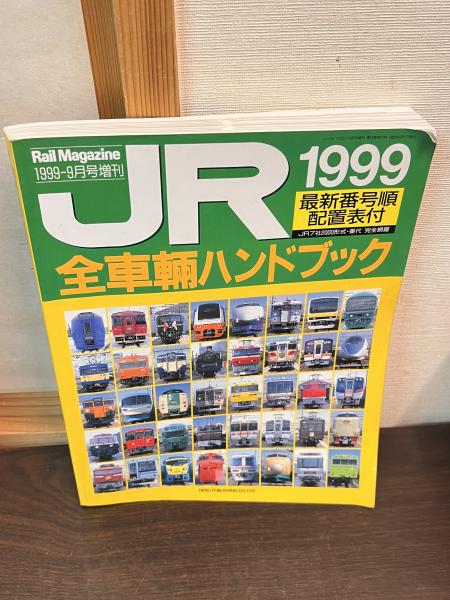 Rail Magazine
1999-9月号増刊
JR
1999
最新番号順
配置表付
JR7社2000形式・番代 完全網羅
全車輛ハンドブック
NEKO PUBLISHING CO.,LTD.